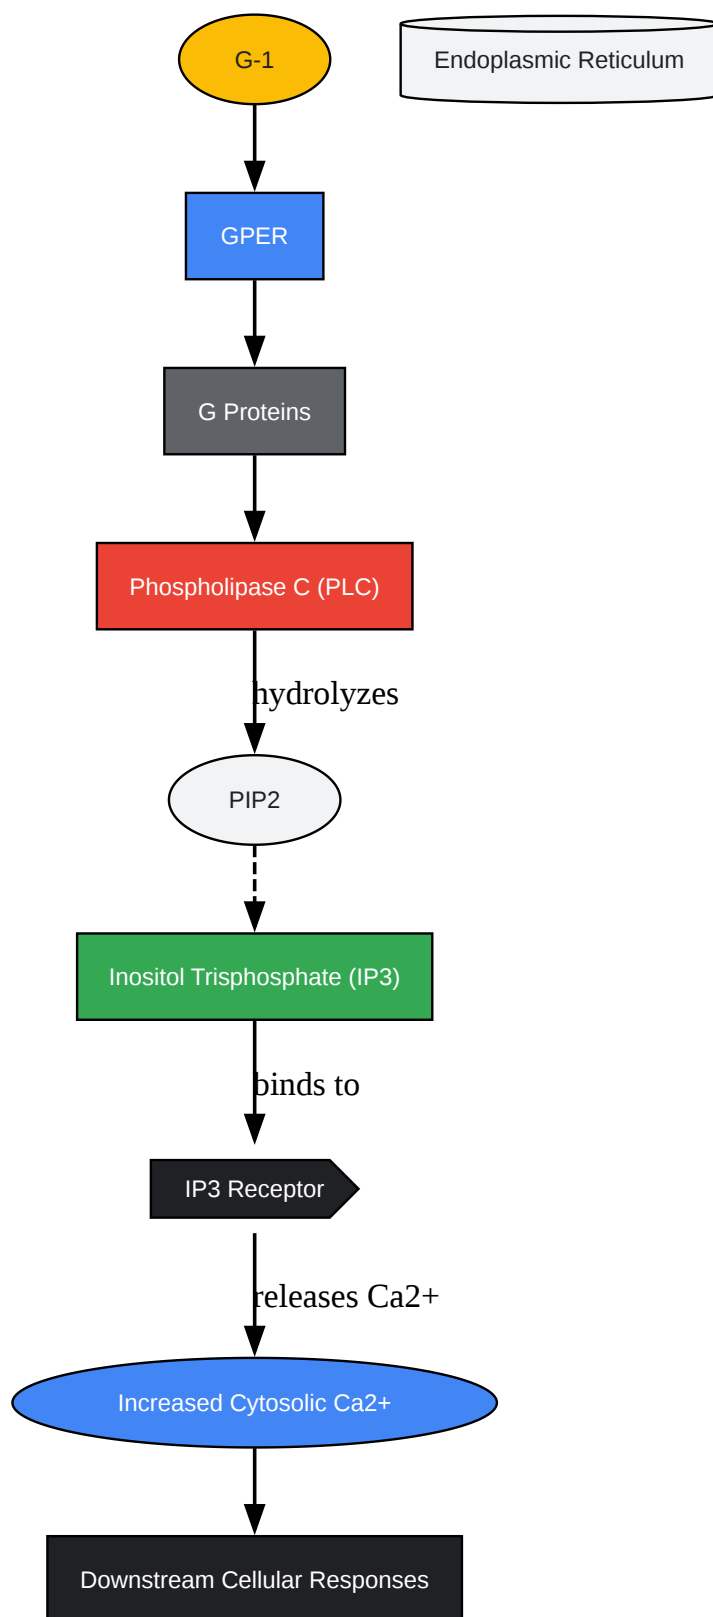 G-1
Endoplasmic Reticulum
GPER
G Proteins
Phospholipase C (PLC)
hydrolyzes
PIP2
Inositol Trisphosphate (IP3)
binds to
IP3 Receptor
releases Ca2+
Increased Cytosolic Ca2+
Downstream Cellular Responses